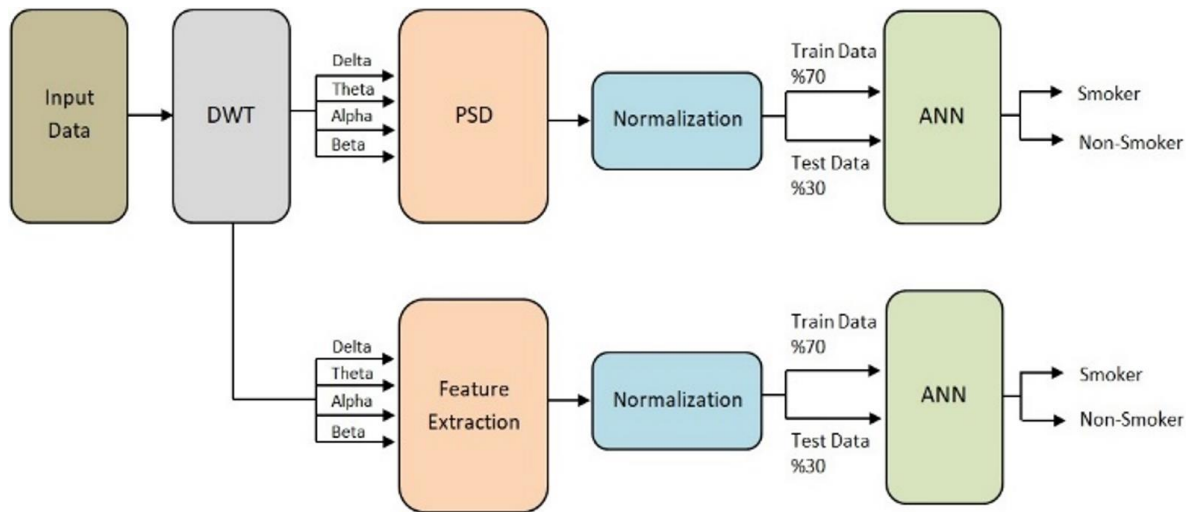 Input
Data
DWT
Delta
Theta
Alpha
Beta
PSD
Normalization
Train Data
%70
Test Data
%30
ANN
Smoker
Non-Smoker
Delta
Theta
Alpha
Beta
Feature
Extraction
Normalization
Train Data
%70
Test Data
%30
ANN
Smoker
Non-Smoker